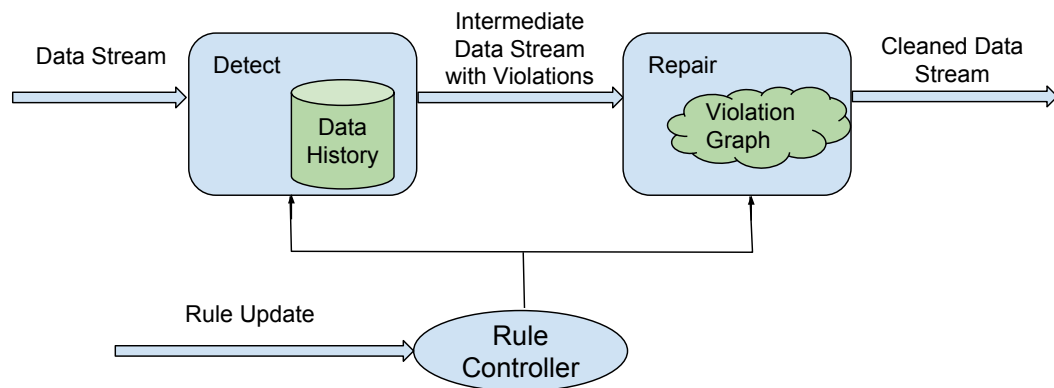 Data Stream
Detect
Data
History
Intermediate
Data Stream
with Violations
Repair
Violation
Graph
Cleaned Data
Stream
Rule Update
Rule
Controller